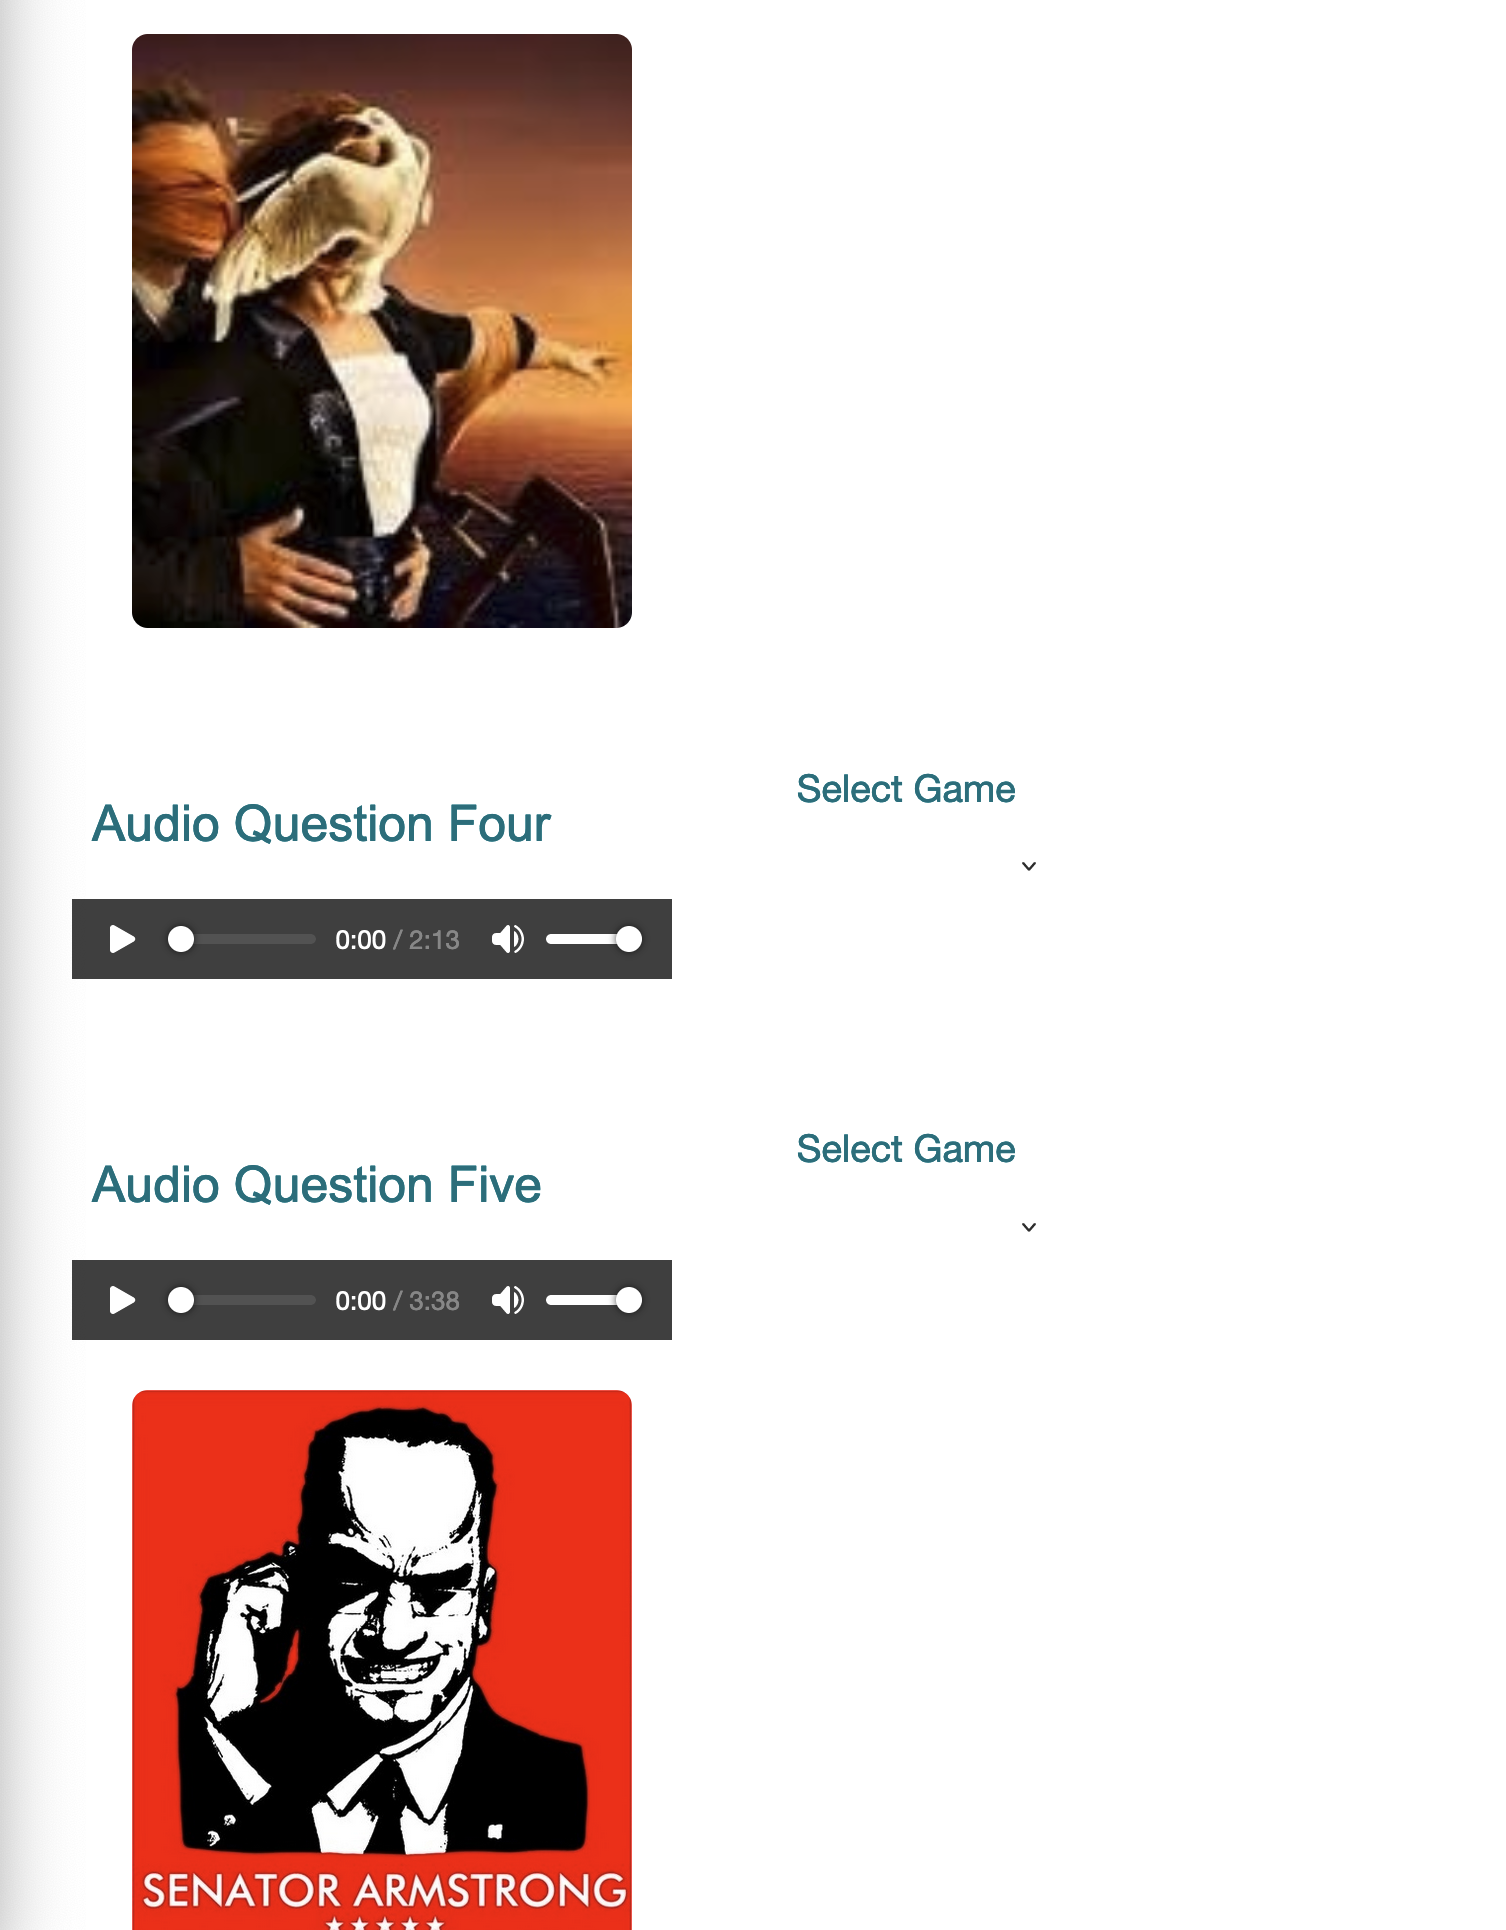 Select Game
Audio Question Four
0:00 / 2:13
Select Game
Audio Question Five
0:00 / 3:38
SENATOR ARMSTRONG